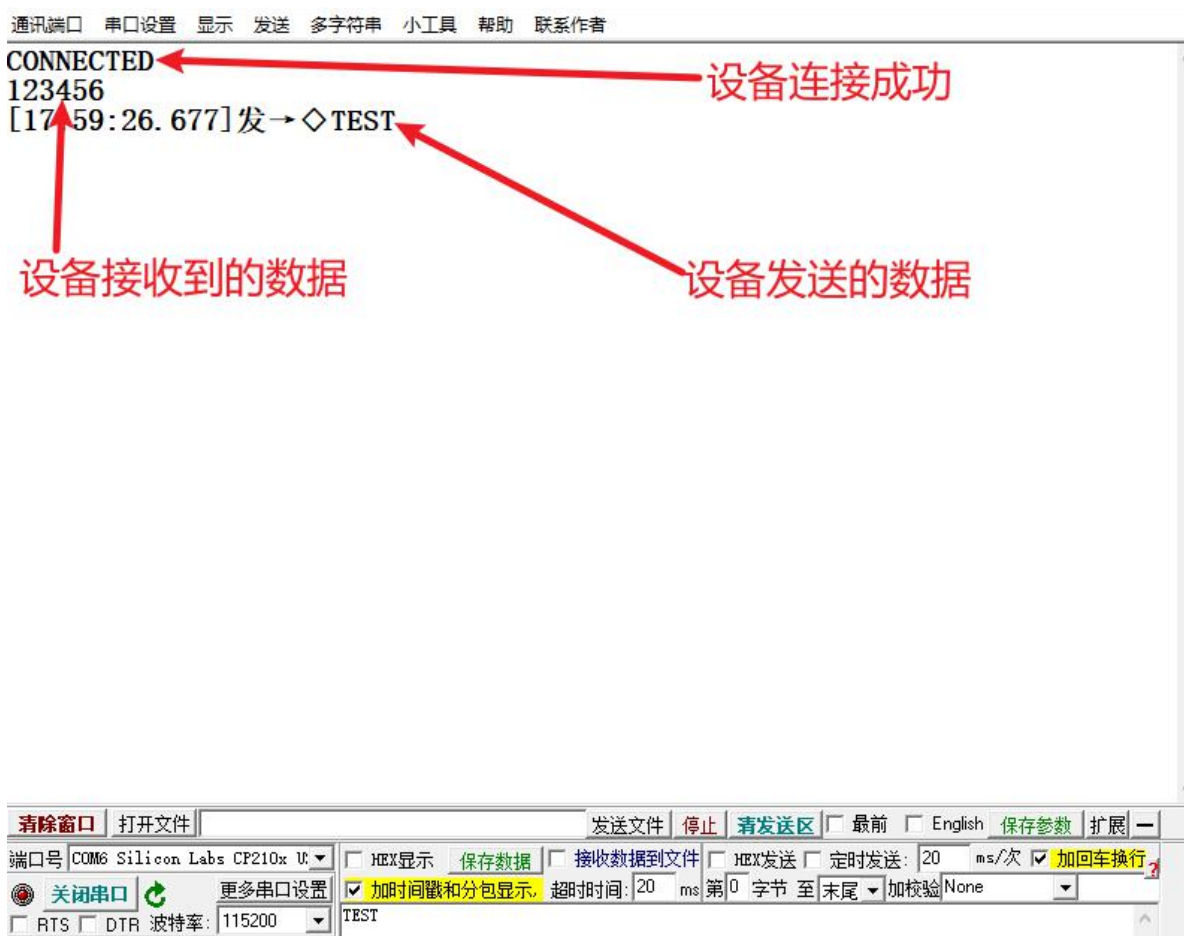 通讯端口 串口设置 显示 发送 多字符串 小工具 帮助 联系作者
CONNECTED
设备连接成功
123456
[17:59:26.677]发→◇TEST
设备接收到的数据
设备发送的数据
清除窗口 打开文件 发送文件 停止 清发送区 最前 English 保存参数 扩展 —
端口号 COM6 Silicon Labs CP210x U HEX显示 保存数据 接收数据到文件 HEX发送 定时发送: 20 ms/次 加回车换行 ?
关闭串口 更多串口设置 加时间戳和分包显示, 超时时间: 20 ms 第 0 字节 至 末尾 加校验 None
RTS DTR 波特率: 115200 TEST